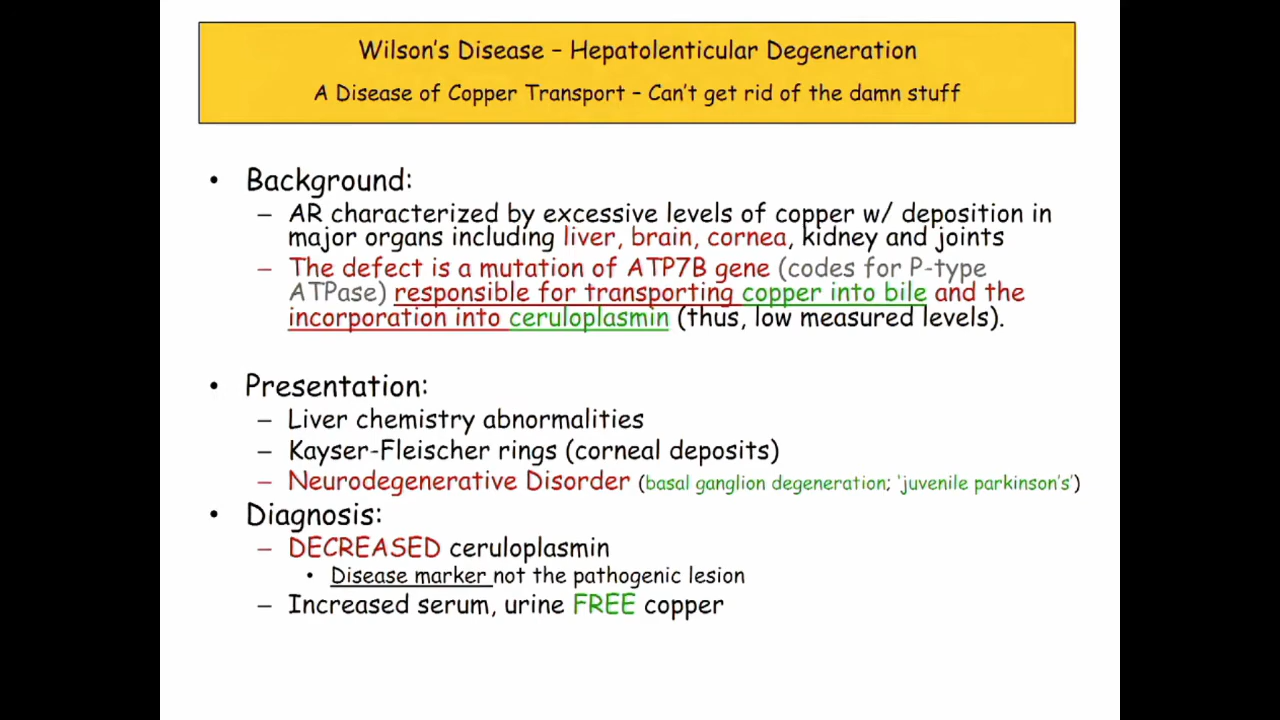 Wilson's Disease – Hepatolenticular Degeneration
A Disease of Copper Transport – Can't get rid of the damn stuff
• Background:
– AR characterized by excessive levels of copper w/ deposition in
major organs including liver, brain, cornea, kidney and joints
– The defect is a mutation of ATP7B gene (codes for P-type
ATPase) responsible for transporting copper into bile and the
incorporation into ceruloplasmin (thus, low measured levels).
• Presentation:
– Liver chemistry abnormalities
– Kayser-Fleischer rings (corneal deposits)
– Neurodegenerative Disorder (basal ganglion degeneration; 'juvenile parkinson's')
• Diagnosis:
– DECREASED ceruloplasmin
• Disease marker not the pathogenic lesion
– Increased serum, urine FREE copper